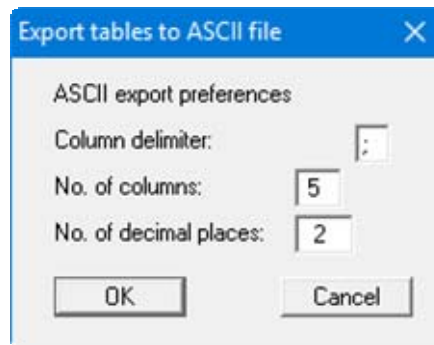 Export tables to ASCII file
ASCII export preferences
Column delimiter: ;
No. of columns: 5
No. of decimal places: 2
OK Cancel